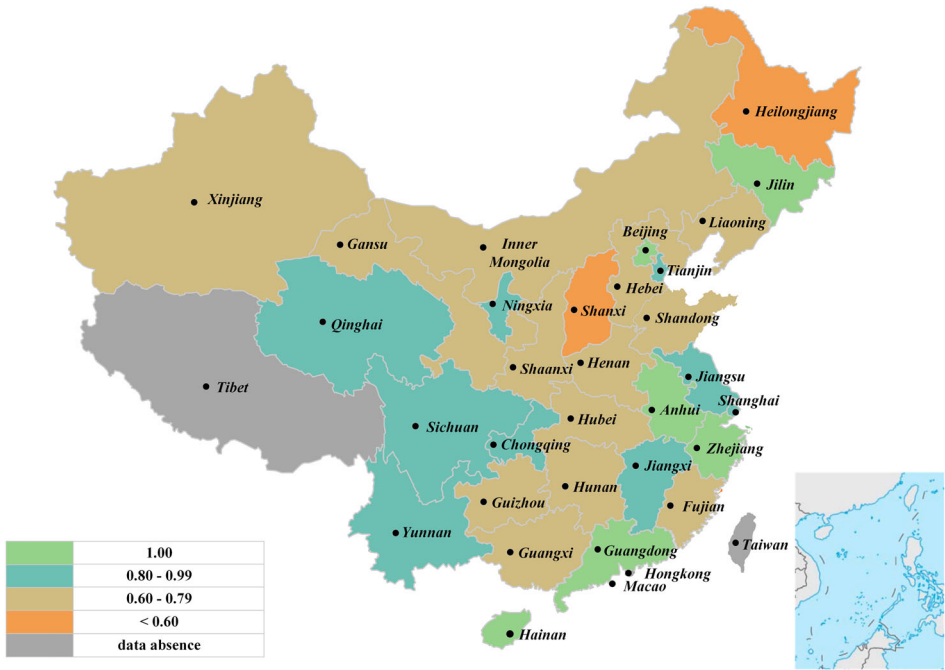 Heilongjiang
Jilin
Xinjiang
Liaoning
Beijing
Gansu
Inner
Mongolia
Tianjin
Hebei
Ningxia
Shanxi
Shandong
Qinghai
Henan
Shaanxi
Jiangsu
Tibet
Shanghai
Anhui
Hubei
Sichuan
Chongqing
Zhejiang
Jiangxi
Hunan
Guizhou
Fujian
Yunnan
Taiwan
Guangxi
Guangdong
Hongkong
Macao
Hainan
1.00
0.80 - 0.99
0.60 - 0.79
< 0.60
data absence